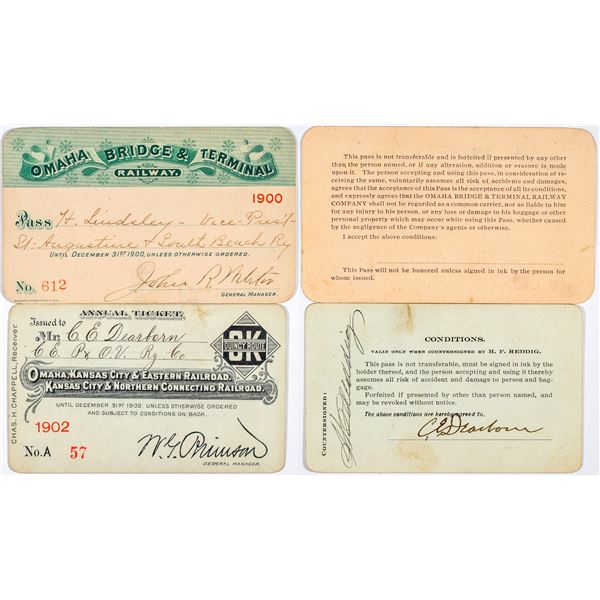 OMAHA BRIDGE & TERMINAL
RAILWAY.
1900
Pass H. Lindsley - Vice-Prest-
St. Augustine & South Beach Ry
UNTIL DECEMBER 31ST 1900, UNLESS OTHERWISE ORDERED.
No. 612
John R. Webster
GENERAL MANAGER.
This pass is not transferable and is forfeited if presented by any other
than the person named, or if any alteration, addition or erasure is made
upon it. The person accepting and using this pass, in consideration of re-
ceiving the same, voluntarily assumes all risk of accidents and damages,
agrees that the acceptance of this Pass is the acceptance of all its conditions,
and expressly agrees that the OMAHA BRIDGE & TERMINAL RAILWAY
COMPANY shall not be regarded as a common carrier, nor as liable to him
for any injury to his person, or any loss or damage to his baggage or other
personal property which may occur while using this Pass, whether caused
by the negligence of the Company's agents or otherwise.
I accept the above conditions:
This Pass will not be honored unless signed in ink by the person for
whom issued.
CHAS. H. CHAPPELL, Receiver.
ANNUAL TICKET.
Issued to
Mr. C. E. Dearborn
C. E. Px O. V. Ry Co
OK
QUINCY ROUTE
OMAHA, KANSAS CITY & EASTERN RAILROAD.
KANSAS CITY & NORTHERN CONNECTING RAILROAD.
UNTIL DECEMBER 31ST 1902. UNLESS OTHERWISE ORDERED
AND SUBJECT TO CONDITIONS ON BACK.
1902
No. A 57
W. G. Brimson
GENERAL MANAGER.
COUNTERSIGNED:
CONDITIONS.
VALID ONLY WHEN COUNTERSIGNED BY H. F. REDDIG.
This pass is not transferable, must be signed in ink by the
holder thereof, and the person accepting and using it thereby
assumes all risk of accident and damage to person and bag-
gage.
Forfeited if presented by other than person named, and
may be revoked without notice.
The above conditions are hereby agreed to,
C E Dearborn